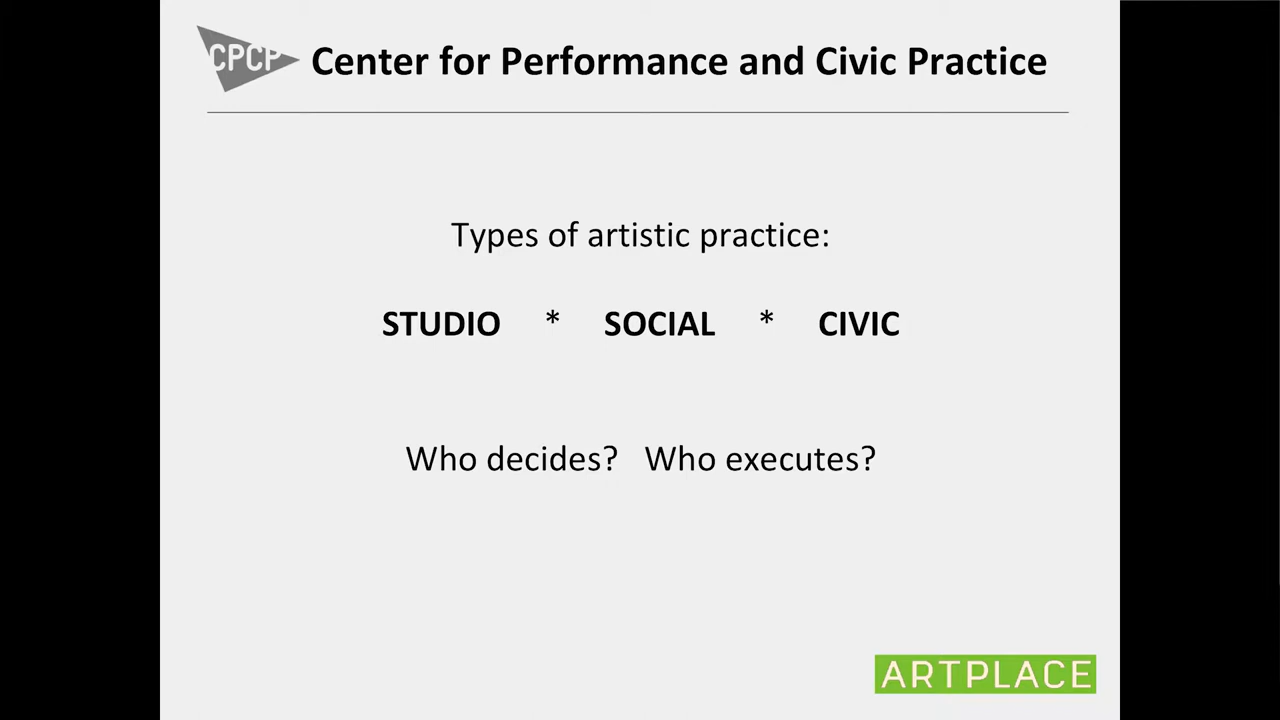 CPCP Center for Performance and Civic Practice
Types of artistic practice:
STUDIO * SOCIAL * CIVIC
Who decides? Who executes?
ARTPLACE